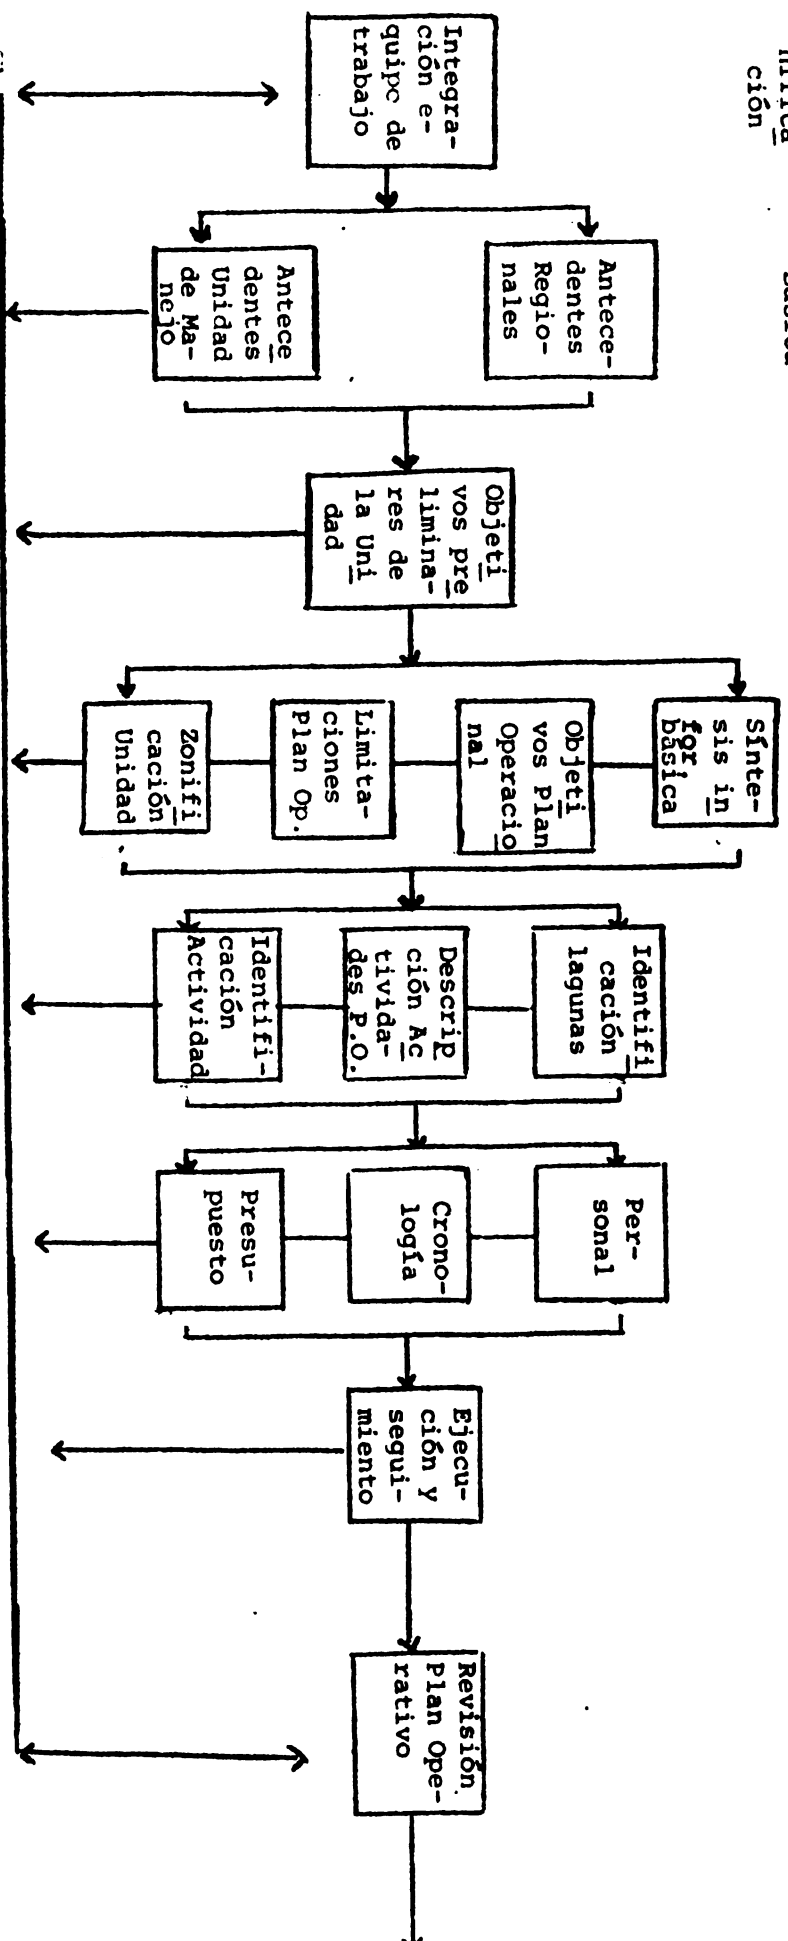 ción
Integra-
ción e-
quipo de
trabajo
Antece-
dentes
Regio-
nales
Antece
dentes
Unidad
de Ma-
nejo
Objeti
vos pre
limina-
res de
la Uni
dad
Sínte-
sis in
for
básica
Objeti
vos Plan
Operacio
nal
Limita-
ciones
Plan Op.
Zonifi
cación
Unidad
Identifi
cación
lagunas
Descrip
ción Ac
tivida-
des P.O.
Identifi-
cación
Actividad
Per-
sonal
Crono-
logía
Presu-
puesto
Ejecu-
ción y
segui-
miento
Revisión
Plan Ope-
rativo